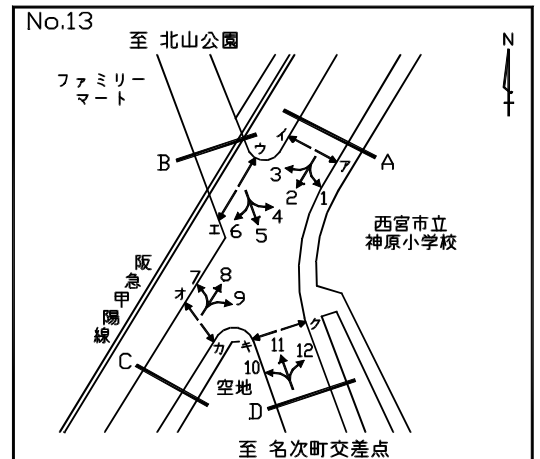 No.13
至 北山公園
N
ファミリー
マート
B
ウ
イ
ア
A
3
2
1
エ
6
5
4
西宮市立
神原小学校
阪急甲陽線
オ
7
8
9
カ
キ
ク
11
12
10
C
空地
D
至 名次町交差点